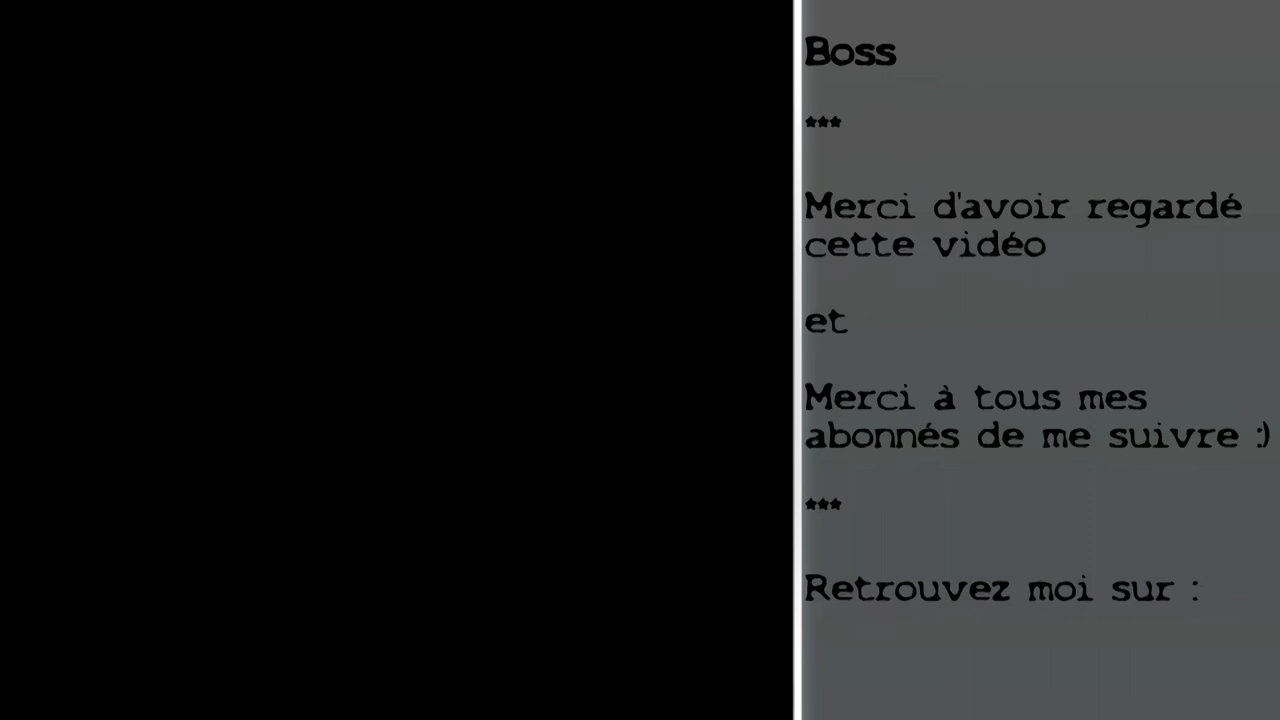 Boss
***
Merci d'avoir regardé
cette vidéo
et
Merci à tous mes
abonnés de me suivre :)
***
Retrouvez moi sur :